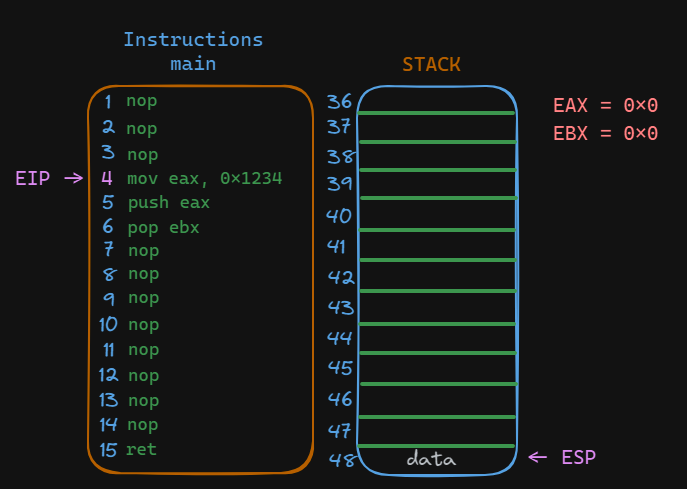 Instructions
main
1 nop
2 nop
3 nop
EIP → 4 mov eax, 0x1234
5 push eax
6 pop ebx
7 nop
8 nop
9 nop
10 nop
11 nop
12 nop
13 nop
14 nop
15 ret
STACK
36
37
38
39
40
41
42
43
44
45
46
47
48 data ← ESP
EAX = 0x0
EBX = 0x0